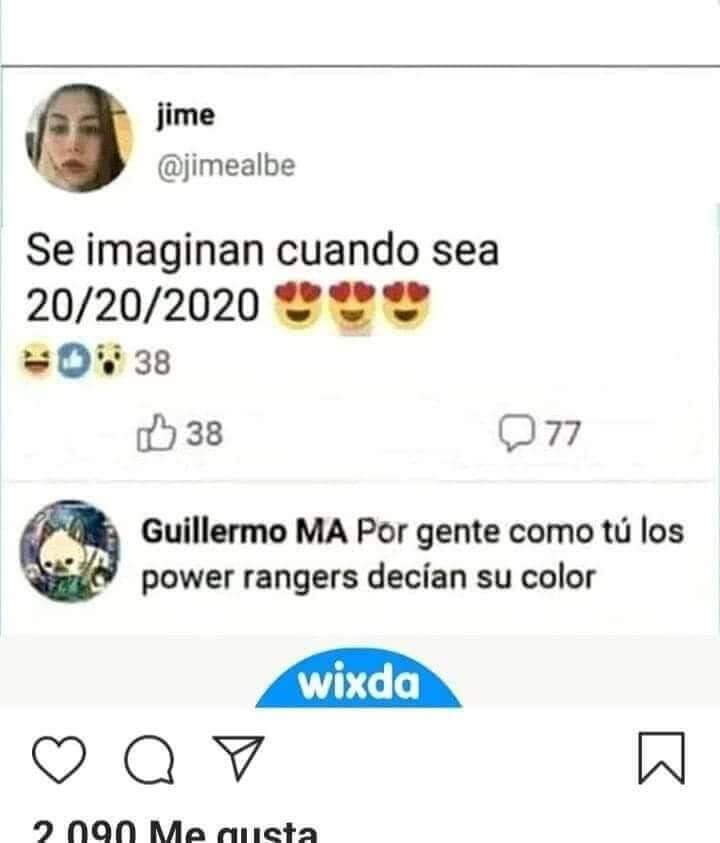 jime
@jimealbe
Se imaginan cuando sea
20/20/2020 😍😍😍
😆👍😮 38
38
77
Guillermo MA Por gente como tú los
power rangers decían su color
wixda
2 090 Me gusta